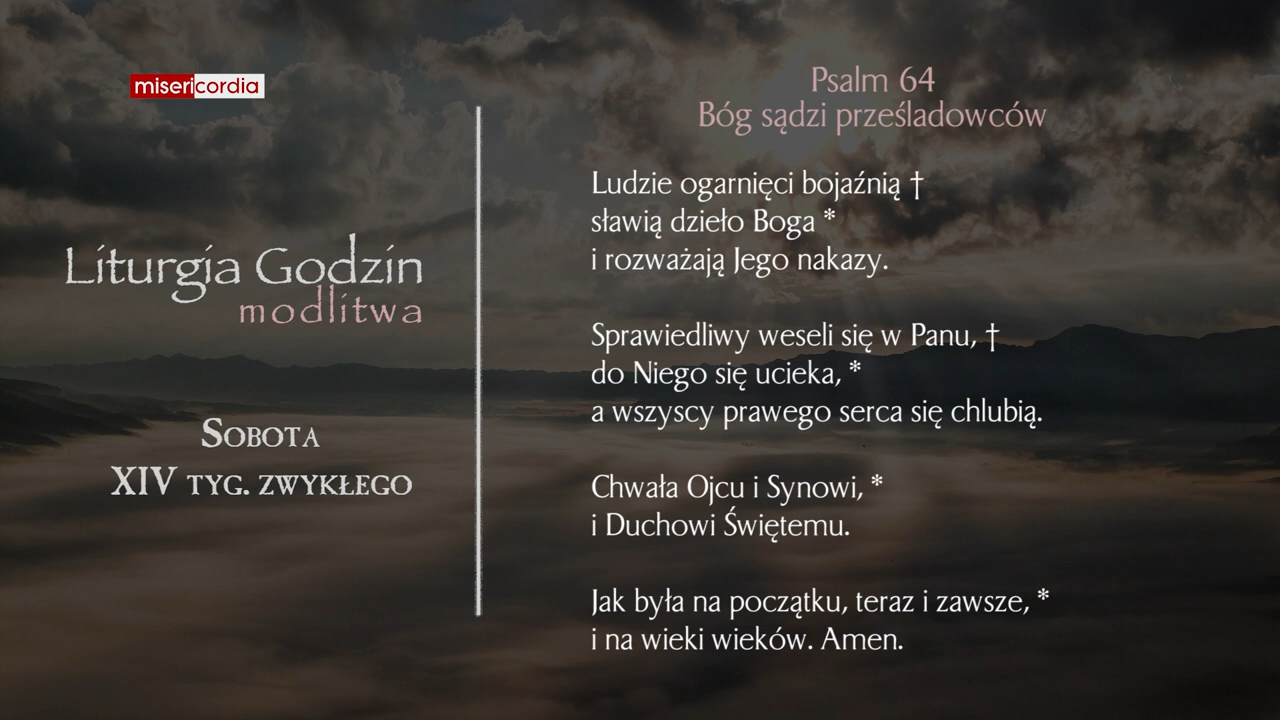 misericordia
Liturgia Godzin
modlitwa
Sobota
XIV tyg. zwykłego
Psalm 64
Bóg sądzi prześladowców
Ludzie ogarnięci bojaźnią †
sławią dzieło Boga *
i rozważają Jego nakazy.
Sprawiedliwy weseli się w Panu, †
do Niego się ucieka, *
a wszyscy prawego serca się chlubią.
Chwała Ojcu i Synowi, *
i Duchowi Świętemu.
Jak była na początku, teraz i zawsze, *
i na wieki wieków. Amen.